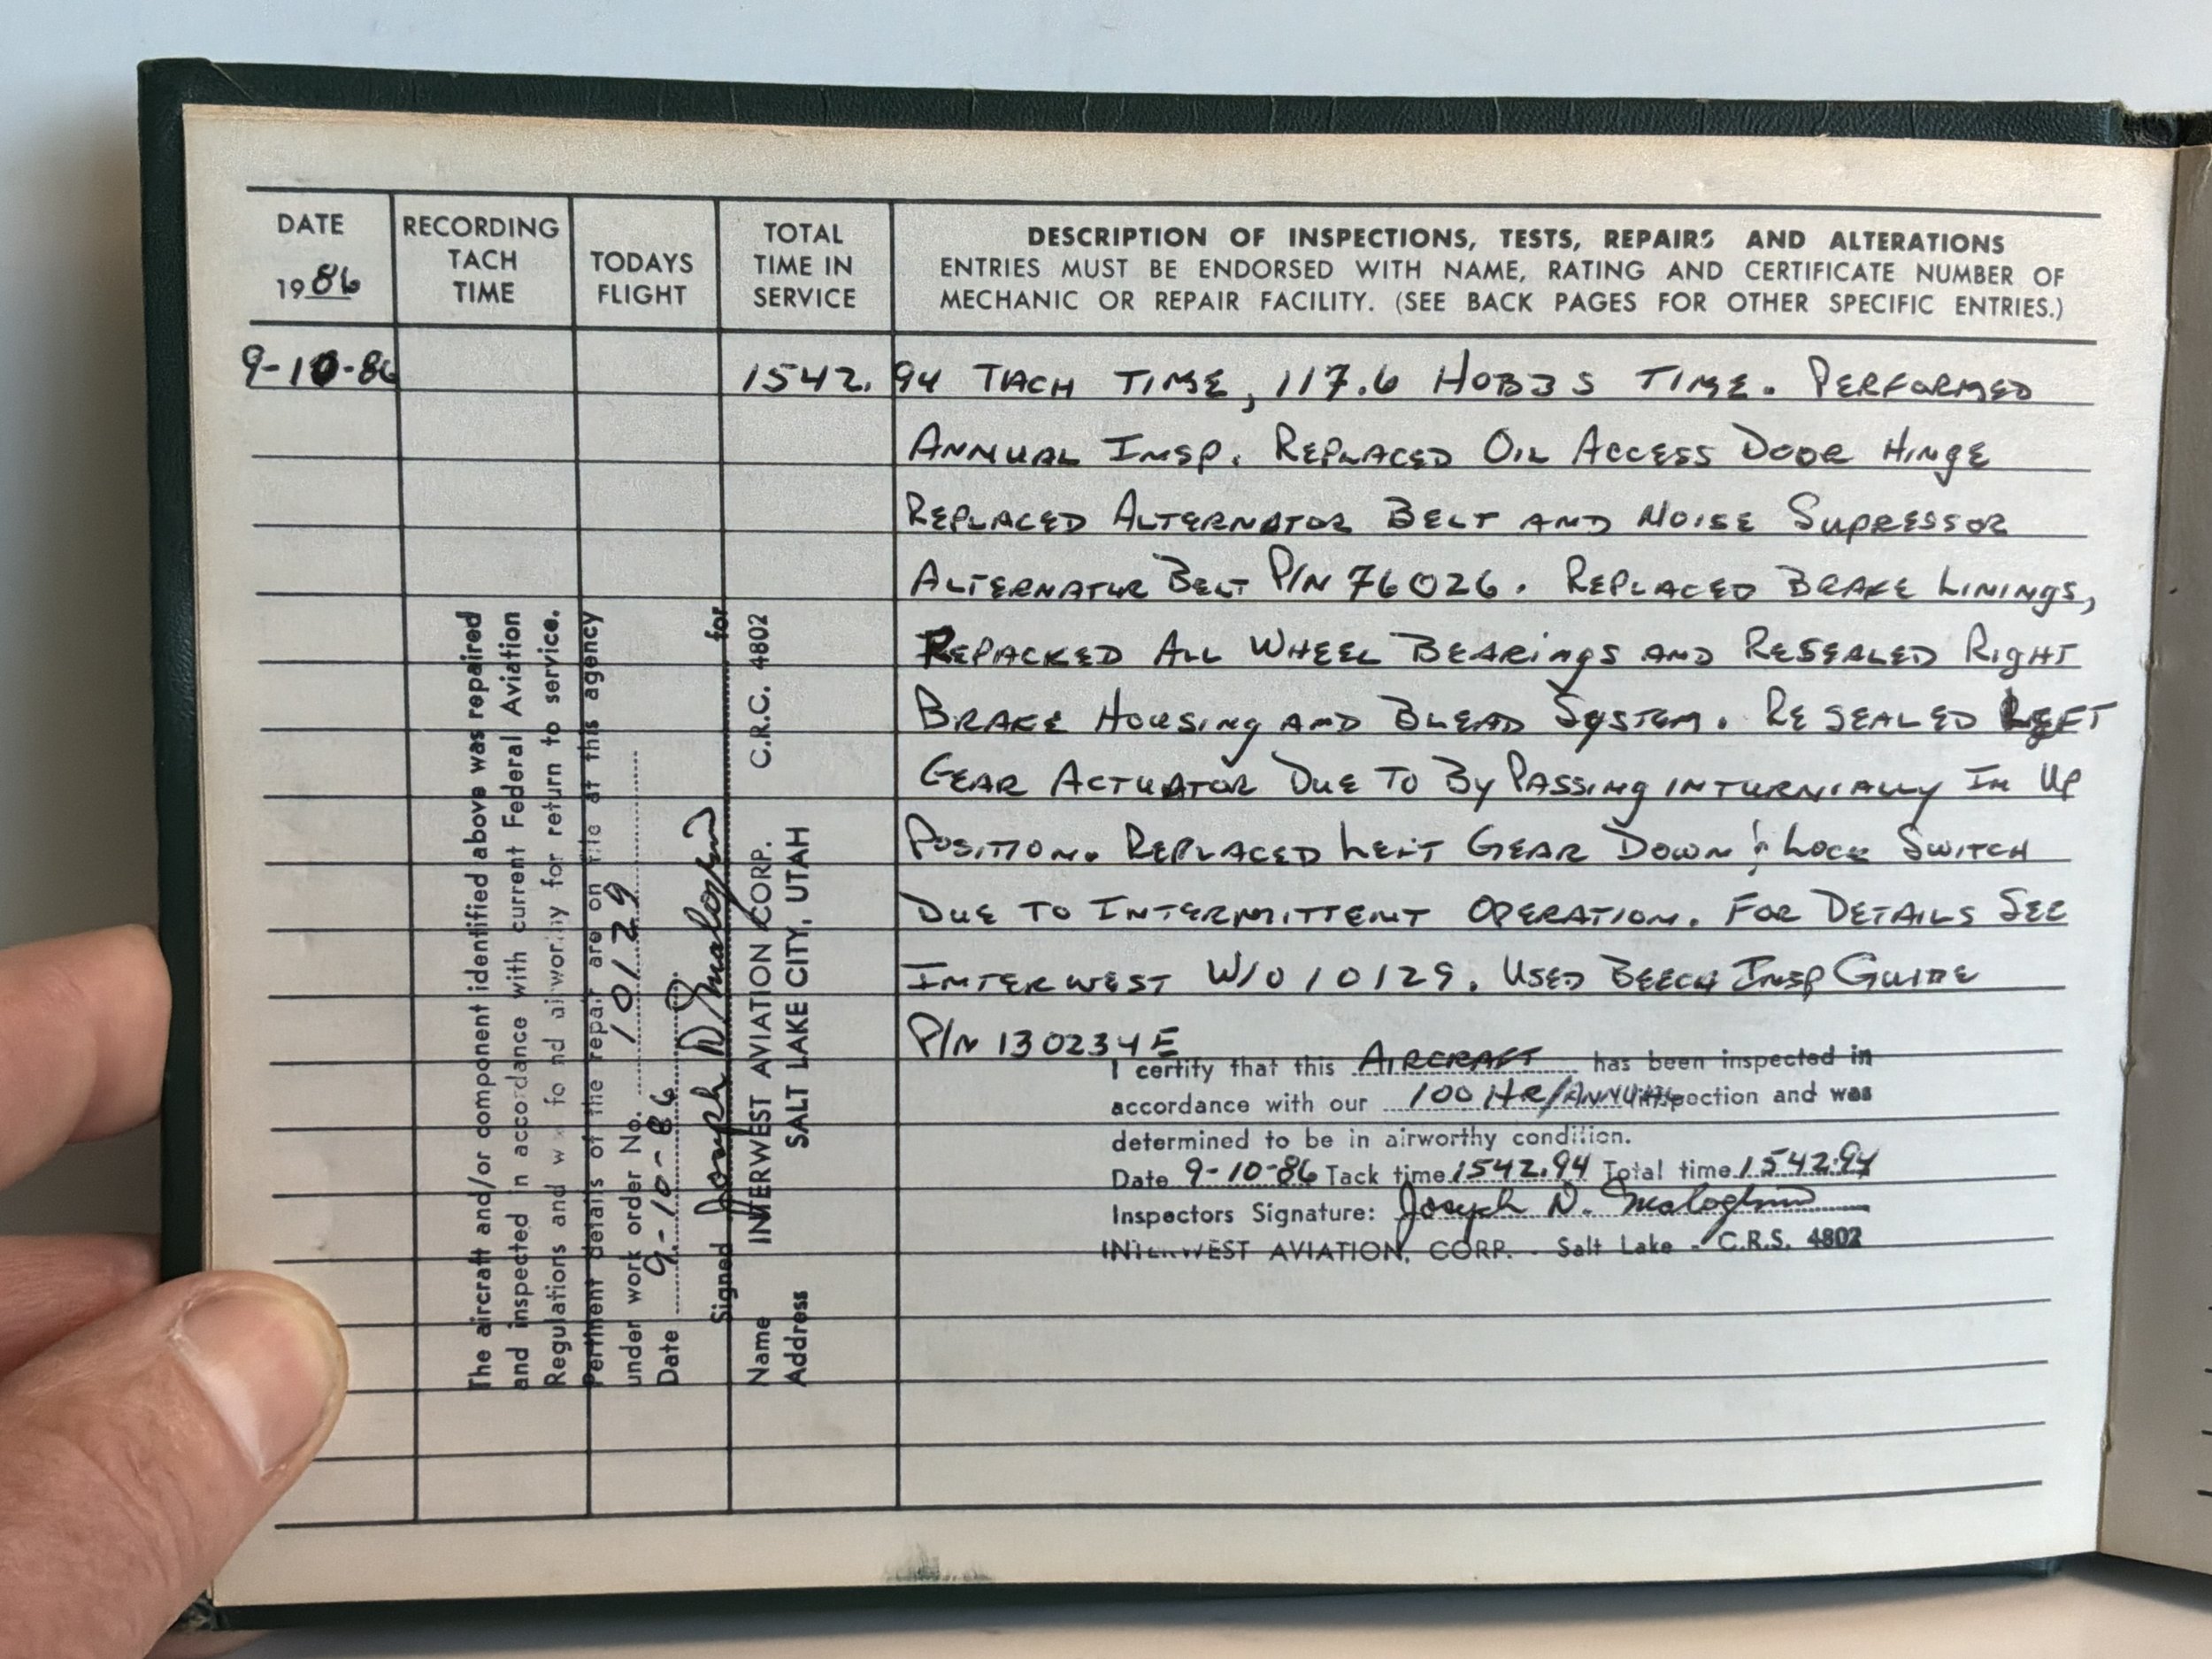 DATE
1986
RECORDING
TACH
TIME
TODAYS
FLIGHT
TOTAL
TIME IN
SERVICE
DESCRIPTION OF INSPECTIONS, TESTS, REPAIRS AND ALTERATIONS
ENTRIES MUST BE ENDORSED WITH NAME, RATING AND CERTIFICATE NUMBER OF
MECHANIC OR REPAIR FACILITY. (SEE BACK PAGES FOR OTHER SPECIFIC ENTRIES.)
9-10-86 1542.94 TACH TIME, 117.6 HOBBS TIME. PERFORMED
ANNUAL INSP. REPLACED OIL ACCESS DOOR HINGE
REPLACED ALTERNATOR BELT AND NOISE SUPRESSOR
ALTERNATOR BELT P/N 76026. REPLACED BRAKE LININGS,
REPACKED ALL WHEEL BEARINGS AND RESEALED RIGHT
BRAKE HOUSING AND BLEAD SYSTEM. RESEALED LEFT
GEAR ACTUATOR DUE TO BY PASSING INTURNIALLY IN UP
POSITION. REPLACED LEFT GEAR DOWN & LOCK SWITCH
DUE TO INTERMITTENT OPERATION. FOR DETAILS SEE
INTERWEST W/O 10129. USED BEECH INSP GUIDE
P/N 130234E
I certify that this AIRCRAFT has been inspected in
accordance with our 100 HR/ANNUAL inspection and was
determined to be in airworthy condition.
Date 9-10-86 Tack time 1542.94 Total time 1542.94
Inspectors Signature: Joseph D.
INTERWEST AVIATION, CORP. - Salt Lake - C.R.S. 4802
The aircraft and/or component identified above was repaired
and inspected in accordance with current Federal Aviation
Regulations and was fo nd airworthy for return to service.
Pertinent details of the repair are on file at this agency
under work order No. 10129
Date 9-10-86
Signed Joseph D. for
Name INTERWEST AVIATION CORP. C.R.C. 4802
Address SALT LAKE CITY, UTAH